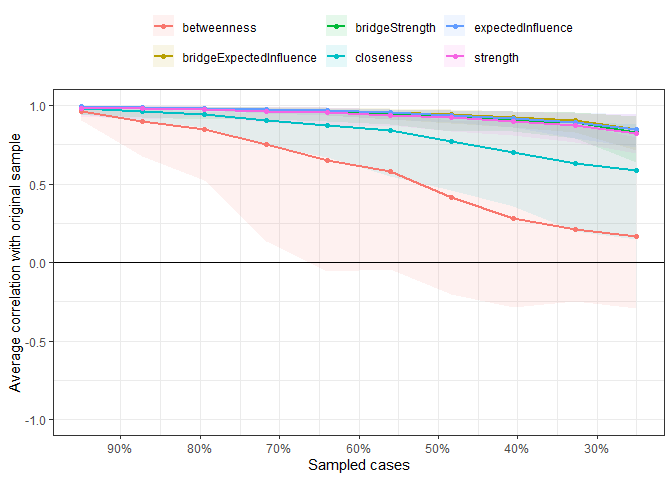 betweenness bridgeStrength expectedInfluence
bridgeExpectedInfluence closeness strength
Average correlation with original sample
1.0
0.5
0.0
-0.5
-1.0
90% 80% 70% 60% 50% 40% 30%
Sampled cases